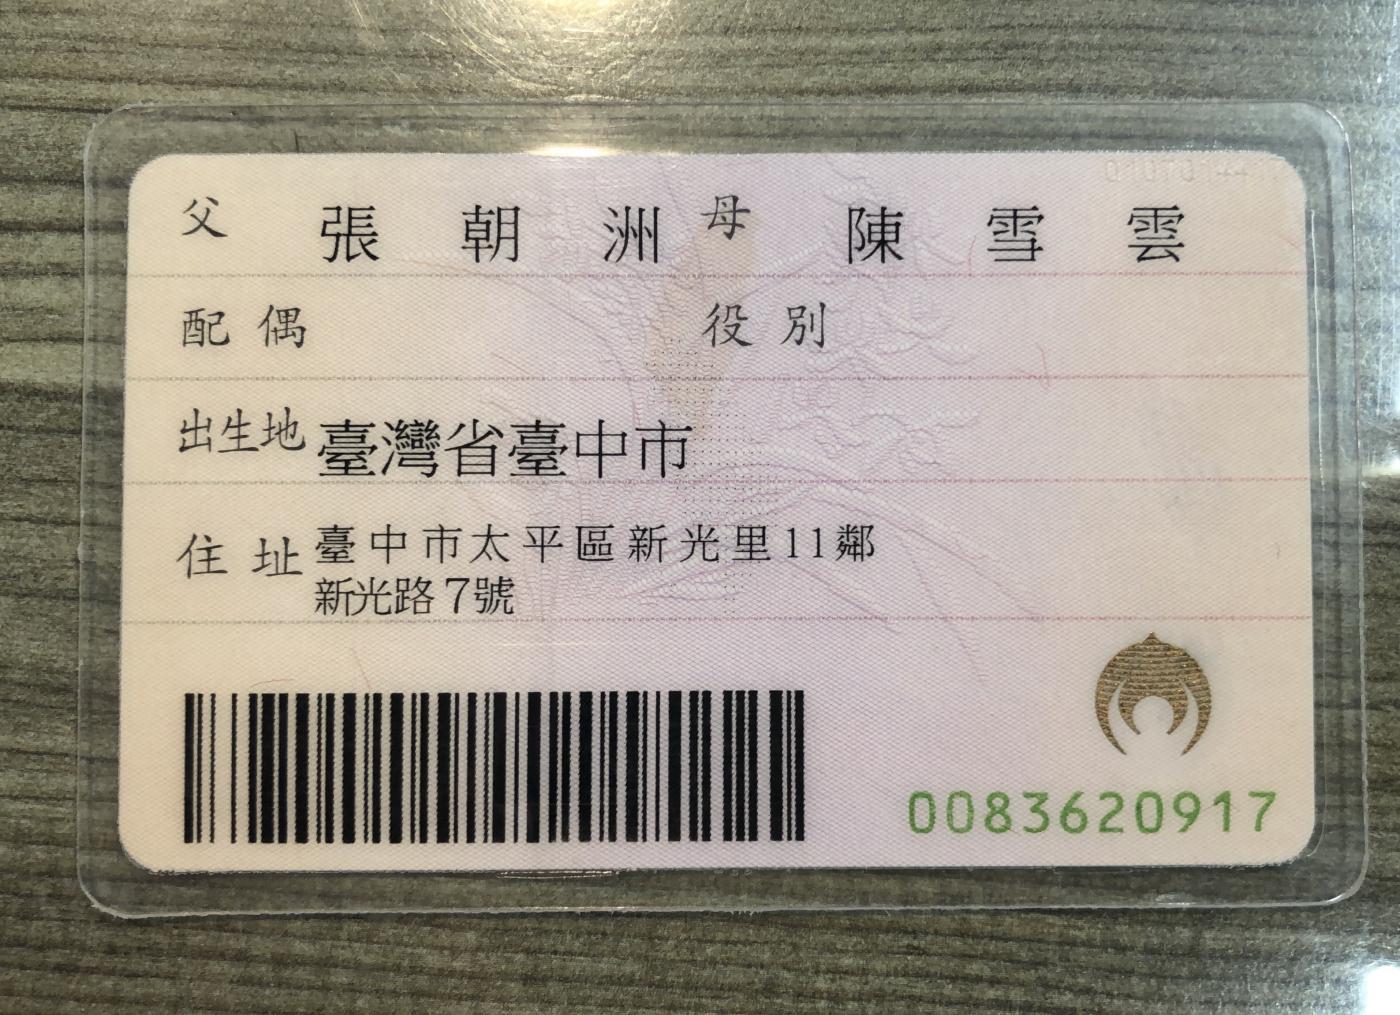 父 張朝洲 母 陳雪雲
配偶 役別
出生地 臺灣省臺中市
住址 臺中市太平區新光里11鄰
新光路7號
0083620917